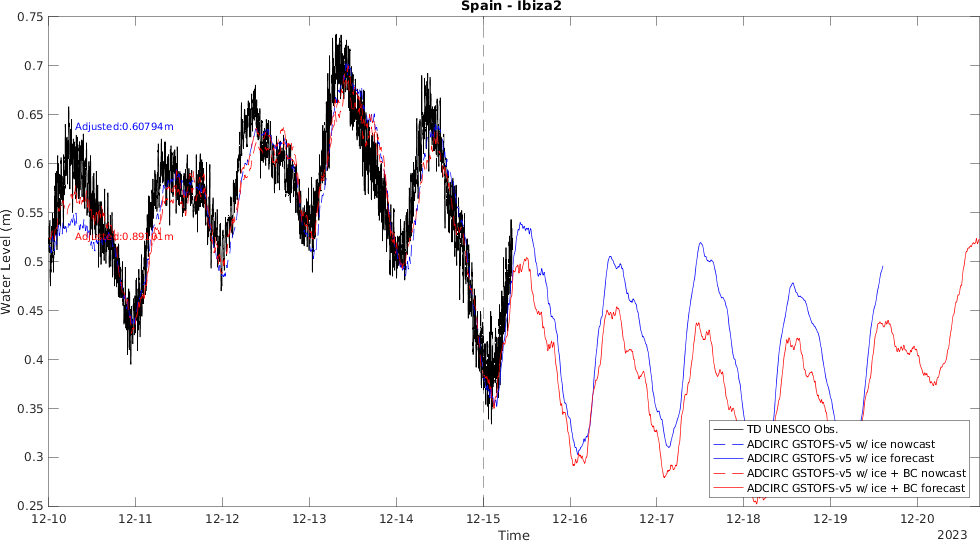 Spain - Ibiza2
0.75
0.7
0.65
0.6
0.55
0.5
0.45
0.4
0.35
0.3
0.25
Water Level (m)
Adjusted:0.60794m
12-10
12-11
12-12
12-13
12-14
12-15
12-16
12-17
12-18
12-19
12-20
Time
2023
TD UNESCO Obs.
ADCIRC GSTOFS-v5 w/ ice nowcast
ADCIRC GSTOFS-v5 w/ ice forecast
ADCIRC GSTOFS-v5 w/ ice + BC nowcast
ADCIRC GSTOFS-v5 w/ ice + BC forecast